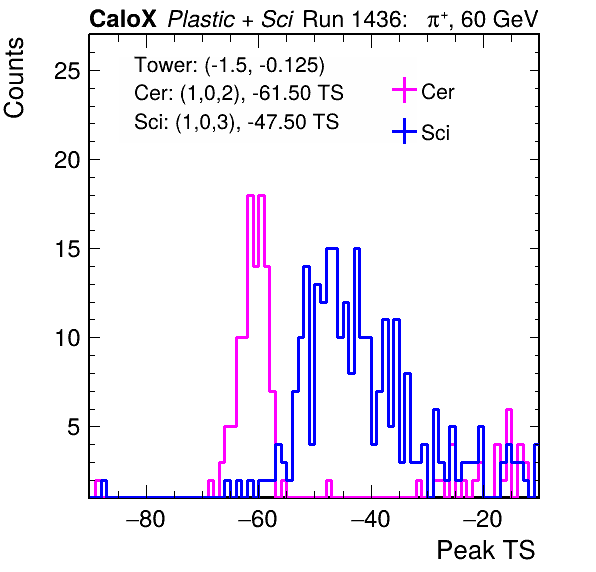 CaloX Plastic + Sci Run 1436: π+, 60 GeV
Counts
Tower: (-1.5, -0.125)
Cer: (1,0,2), -61.50 TS
Sci: (1,0,3), -47.50 TS
Cer
Sci
25
20
15
10
5
−80 −60 −40 −20
Peak TS